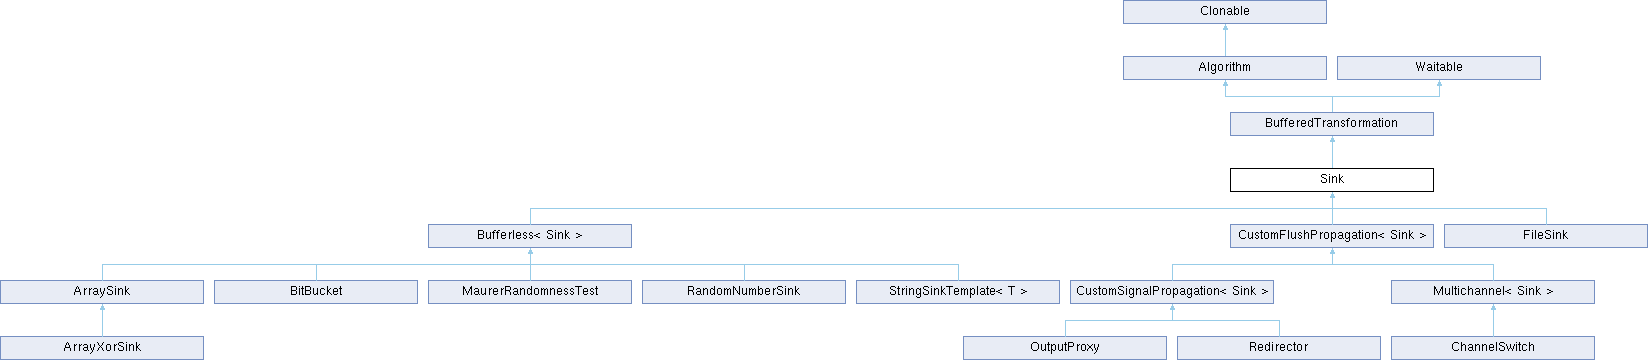 Clonable
Algorithm
Waitable
BufferedTransformation
Sink
Bufferless< Sink >
CustomFlushPropagation< Sink >
FileSink
ArraySink
BitBucket
MaurerRandomnessTest
RandomNumberSink
StringSinkTemplate< T >
CustomSignalPropagation< Sink >
Multichannel< Sink >
ArrayXorSink
OutputProxy
Redirector
ChannelSwitch